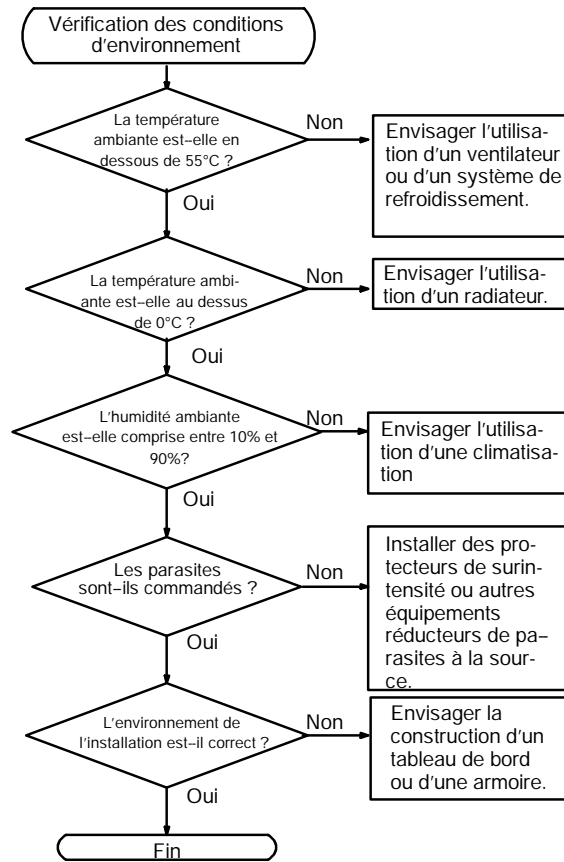 Vérification des conditions
d'environnement
La température
ambiante est-elle en
dessous de 55°C ?
Non
Envisager l'utilisa-
tion d'un ventilateur
ou d'un système de
refroidissement.
Oui
La température ambi-
iante est-elle au dessus
de 0°C ?
Non
Envisager l'utilisa-
tion d'un radiateur.
Oui
L'humidité ambiante
est-elle comprise entre 10% et
90%?
Non
Envisager l'utilisa-
tion d'une climatisa-
tion
Oui
Les parasites
sont-ils commandés ?
Non
Installer des pro-
tecteurs de surin-
tensité ou autres
équipements
réducteurs de pa-
rasites à la sour-
ce.
Oui
L'environnement de
l'installation est-il correct ?
Non
Envisager la
construction d'un
tableau de bord
ou d'une armoire.
Oui
Fin